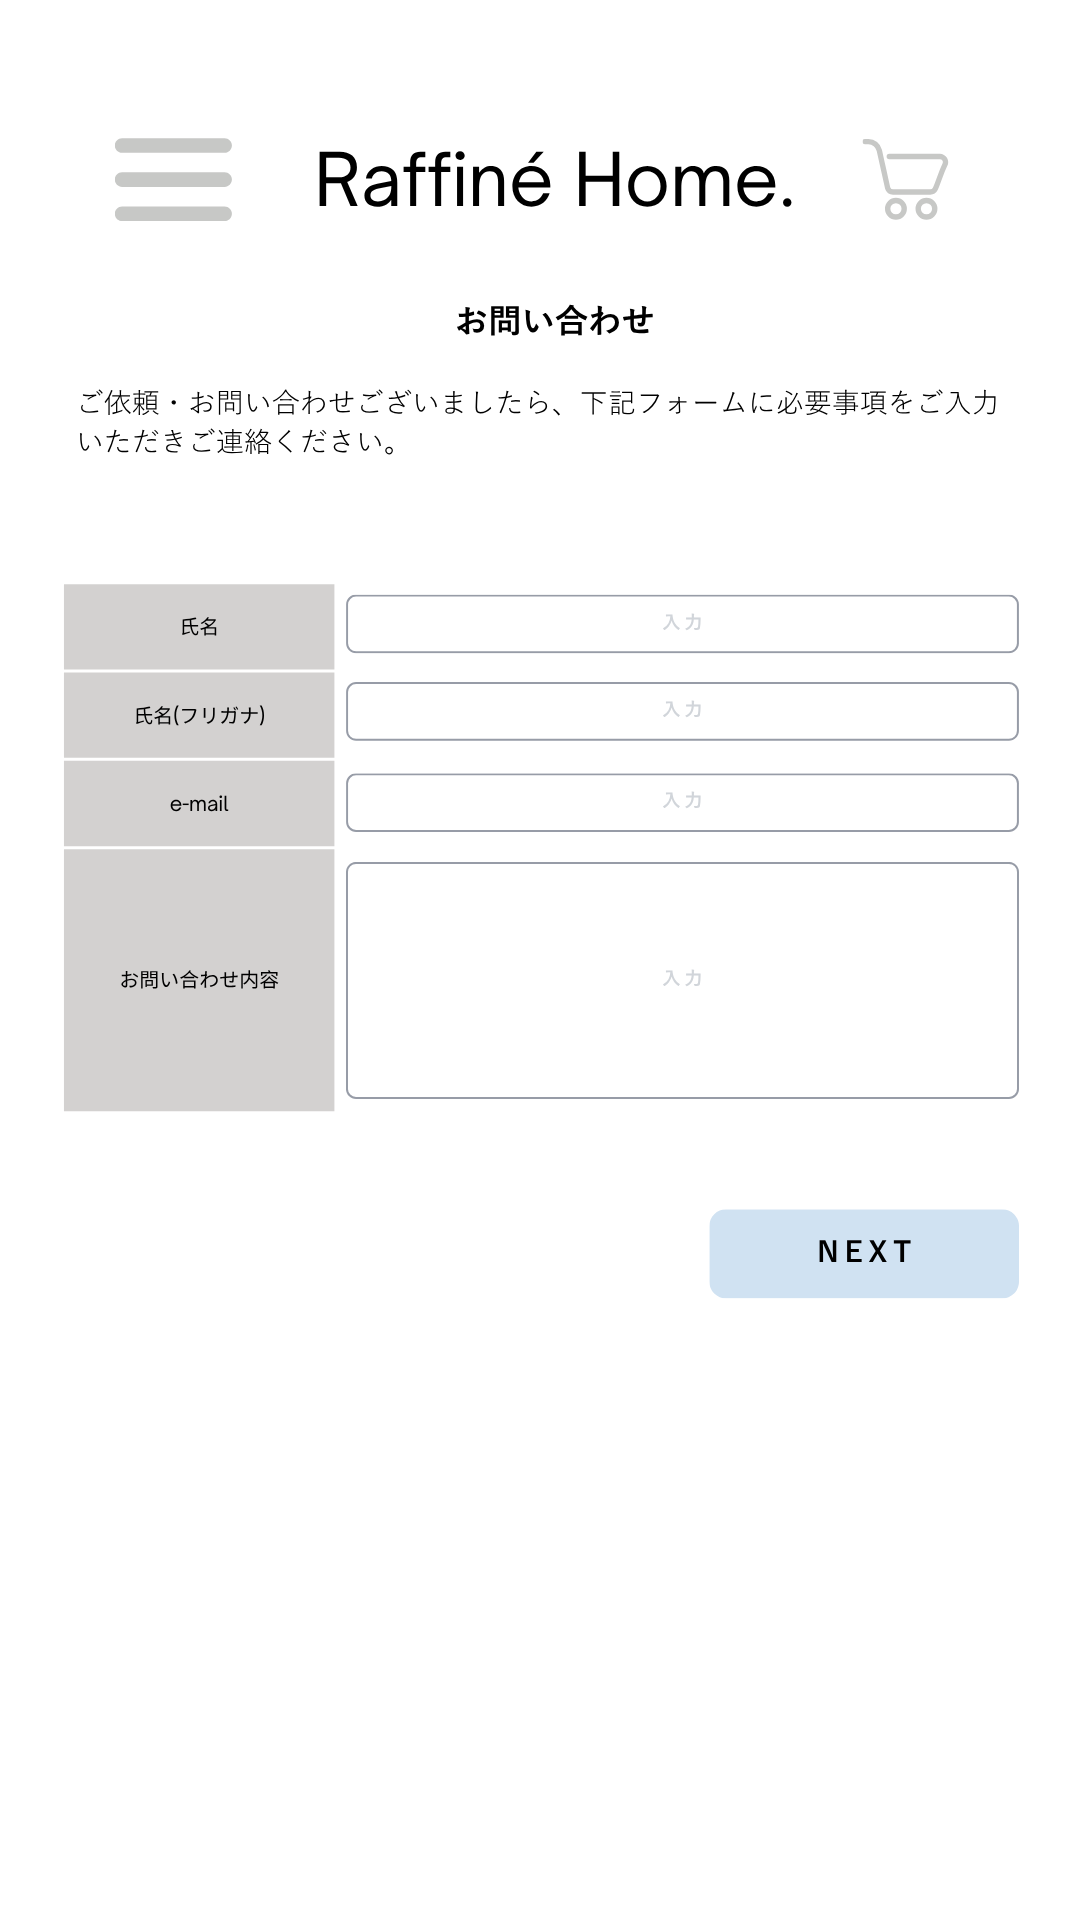 Raffiné Home.
お問い合わせ
ご依頼・お問い合わせございましたら、下記フォームに必要事項をご入力
いただきご連絡ください。
氏名
入力
氏名(フリガナ)
入力
e-mail
入力
お問い合わせ内容
入力
NEXT